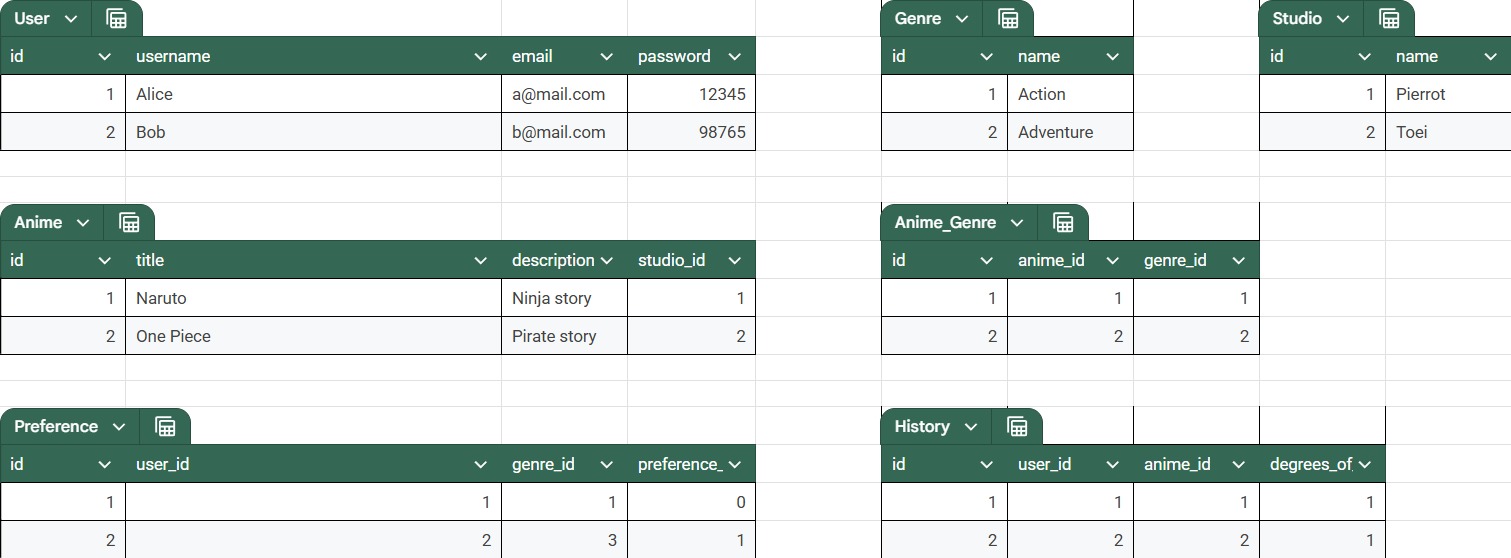 User Genre Studio
id username email password id name id name
1 Alice a@mail.com 12345 1 Action 1 Pierrot
2 Bob b@mail.com 98765 2 Adventure 2 Toei
Anime Anime_Genre
id title description studio_id id anime_id genre_id
1 Naruto Ninja story 1 1 1 1
2 One Piece Pirate story 2 2 2 2
Preference History
id user_id genre_id preference_ id user_id anime_id degrees_of_
1 1 1 0 1 1 1 1
2 2 3 1 2 2 2 1